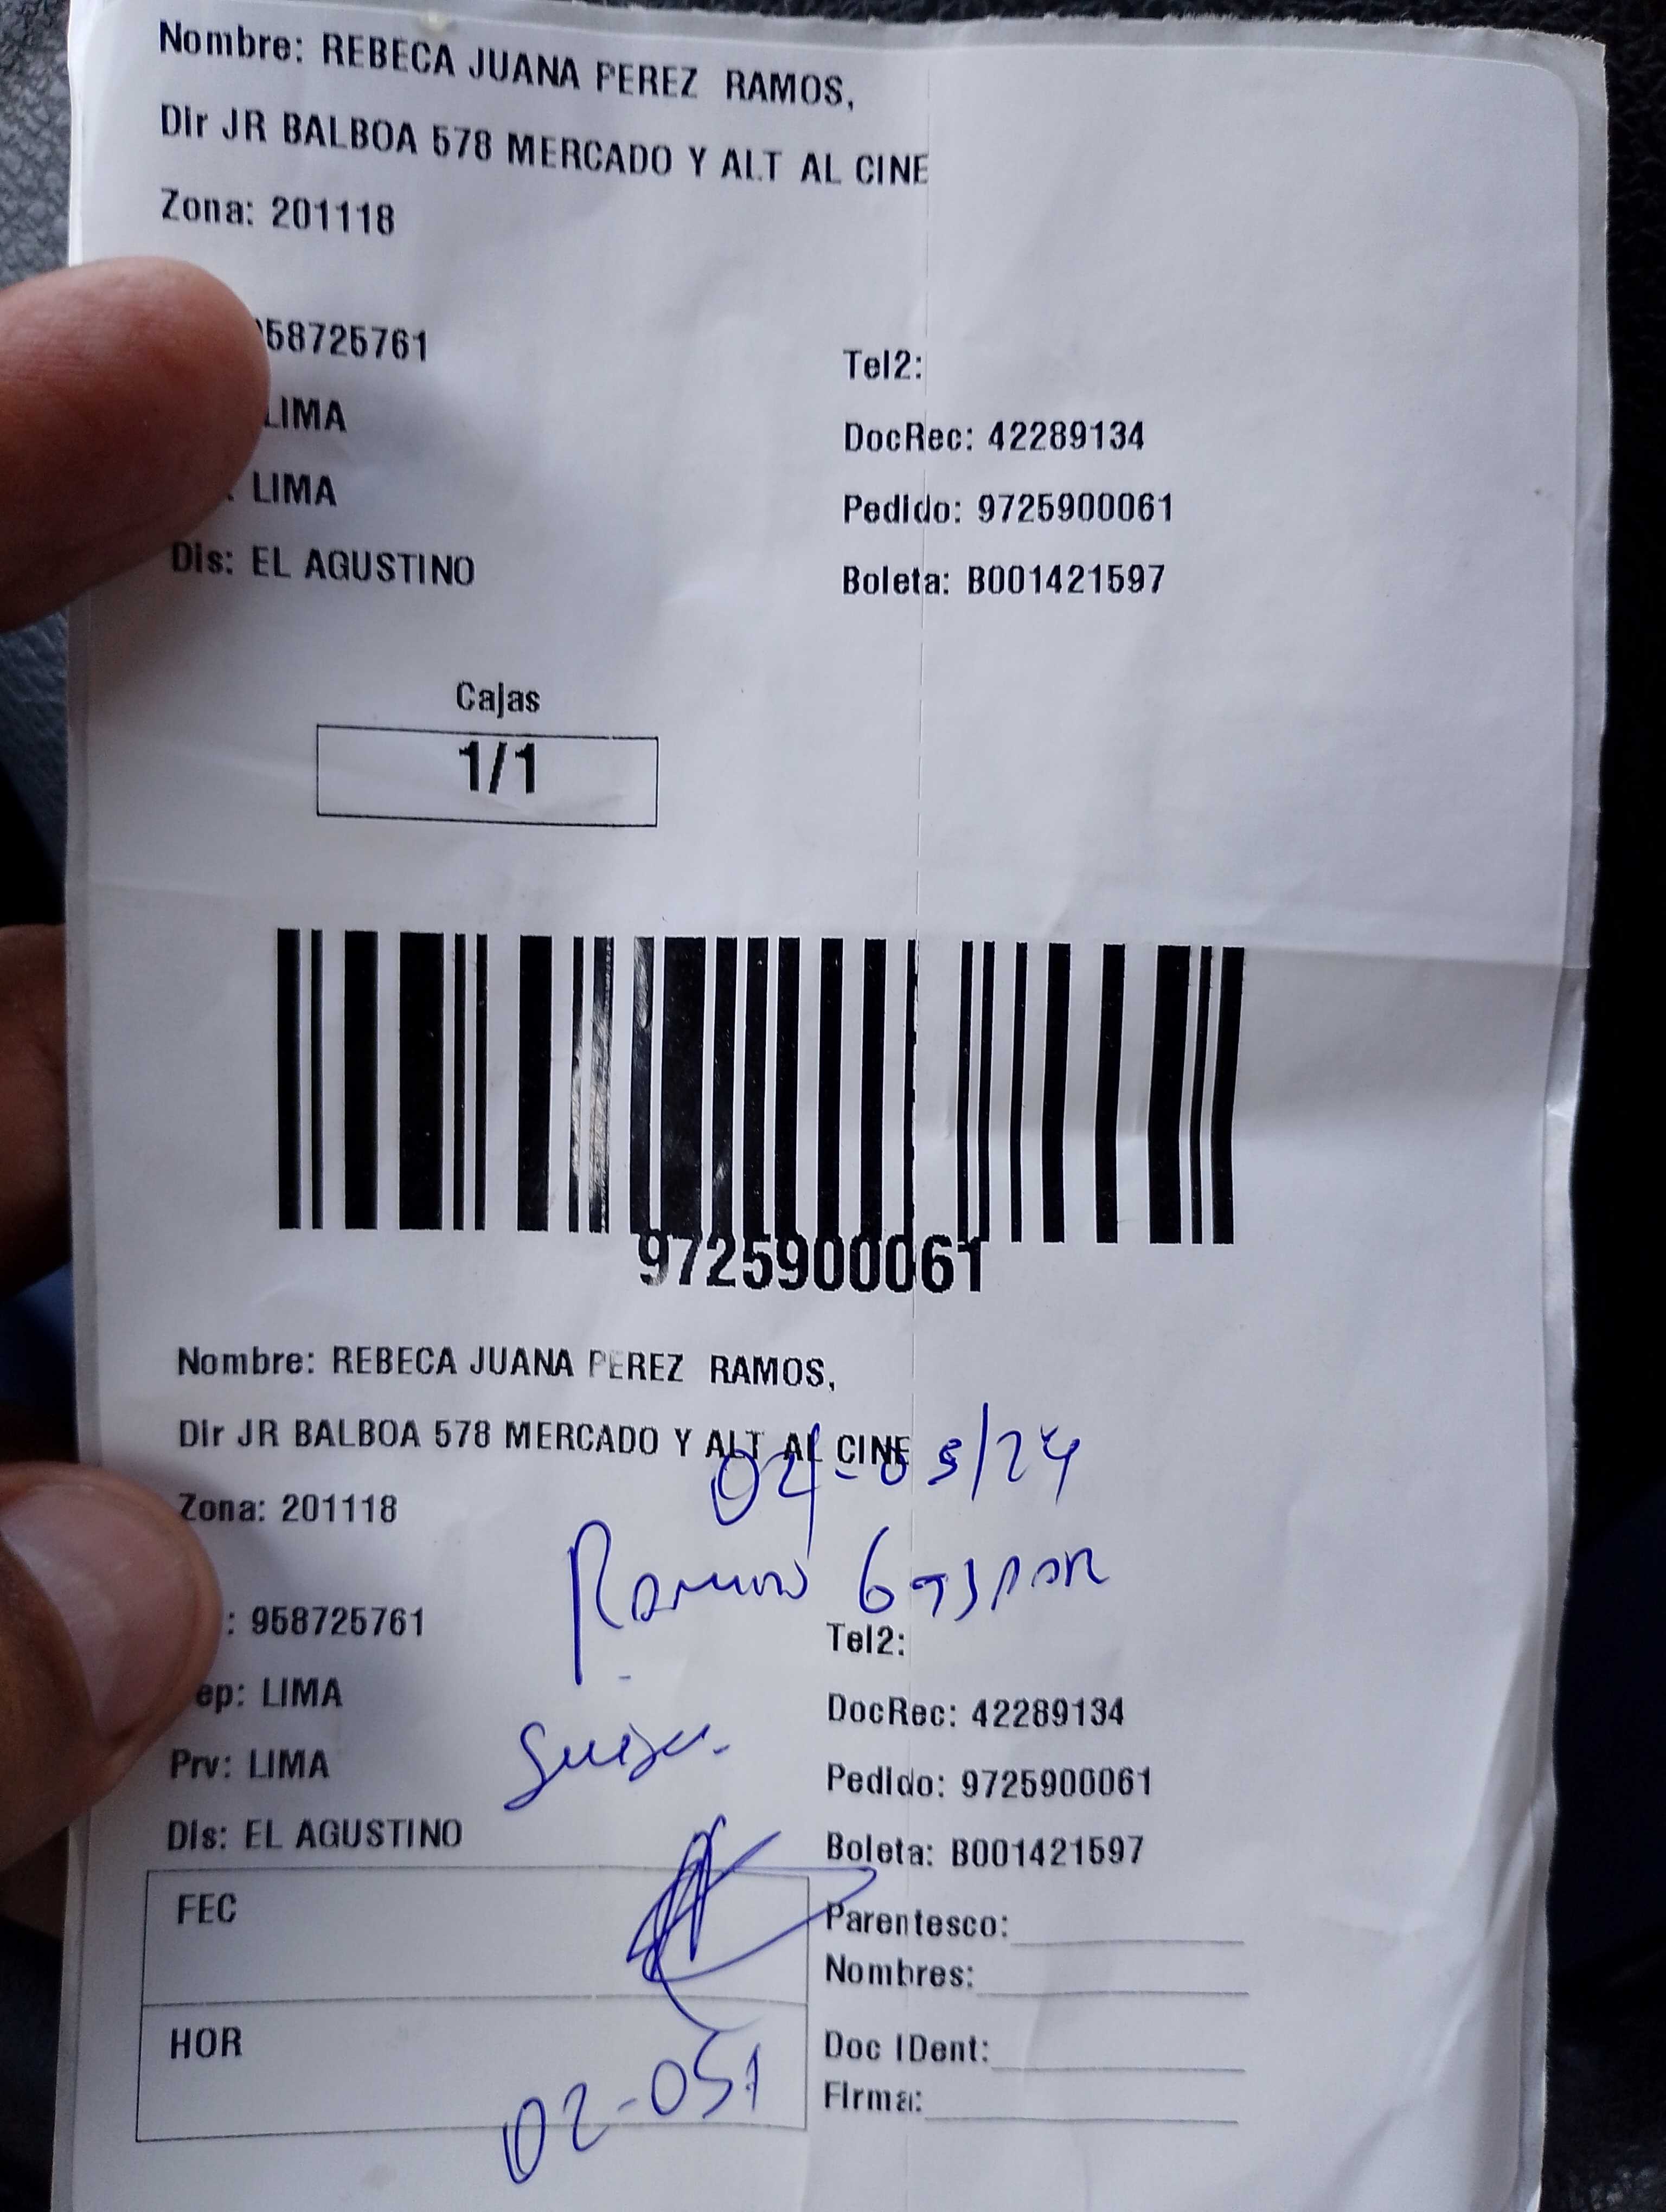 Nombre: REBECA JUANA PEREZ RAMOS,
Dir JR BALBOA 578 MERCADO Y ALT AL CINE
Zona: 201118
58725761
LIMA
Tel2:
DocRec: 42289134
: LIMA
Pedido: 9725900061
Dis: EL AGUSTINO
Boleta: B001421597
Cajas
1/1
9725900061
Nombre: REBECA JUANA PEREZ RAMOS,
Dir JR BALBOA 578 MERCADO Y ALT AL CINE
Zona: 201118
Gaspar
: 958725761
Tel2:
ep: LIMA
DocRec: 42289134
Prv: LIMA
Pedido: 9725900061
Dis: EL AGUSTINO
Boleta: B001421597
FEC
Parentesco:
Nombres:
HOR
Doc IDent:
Firma: